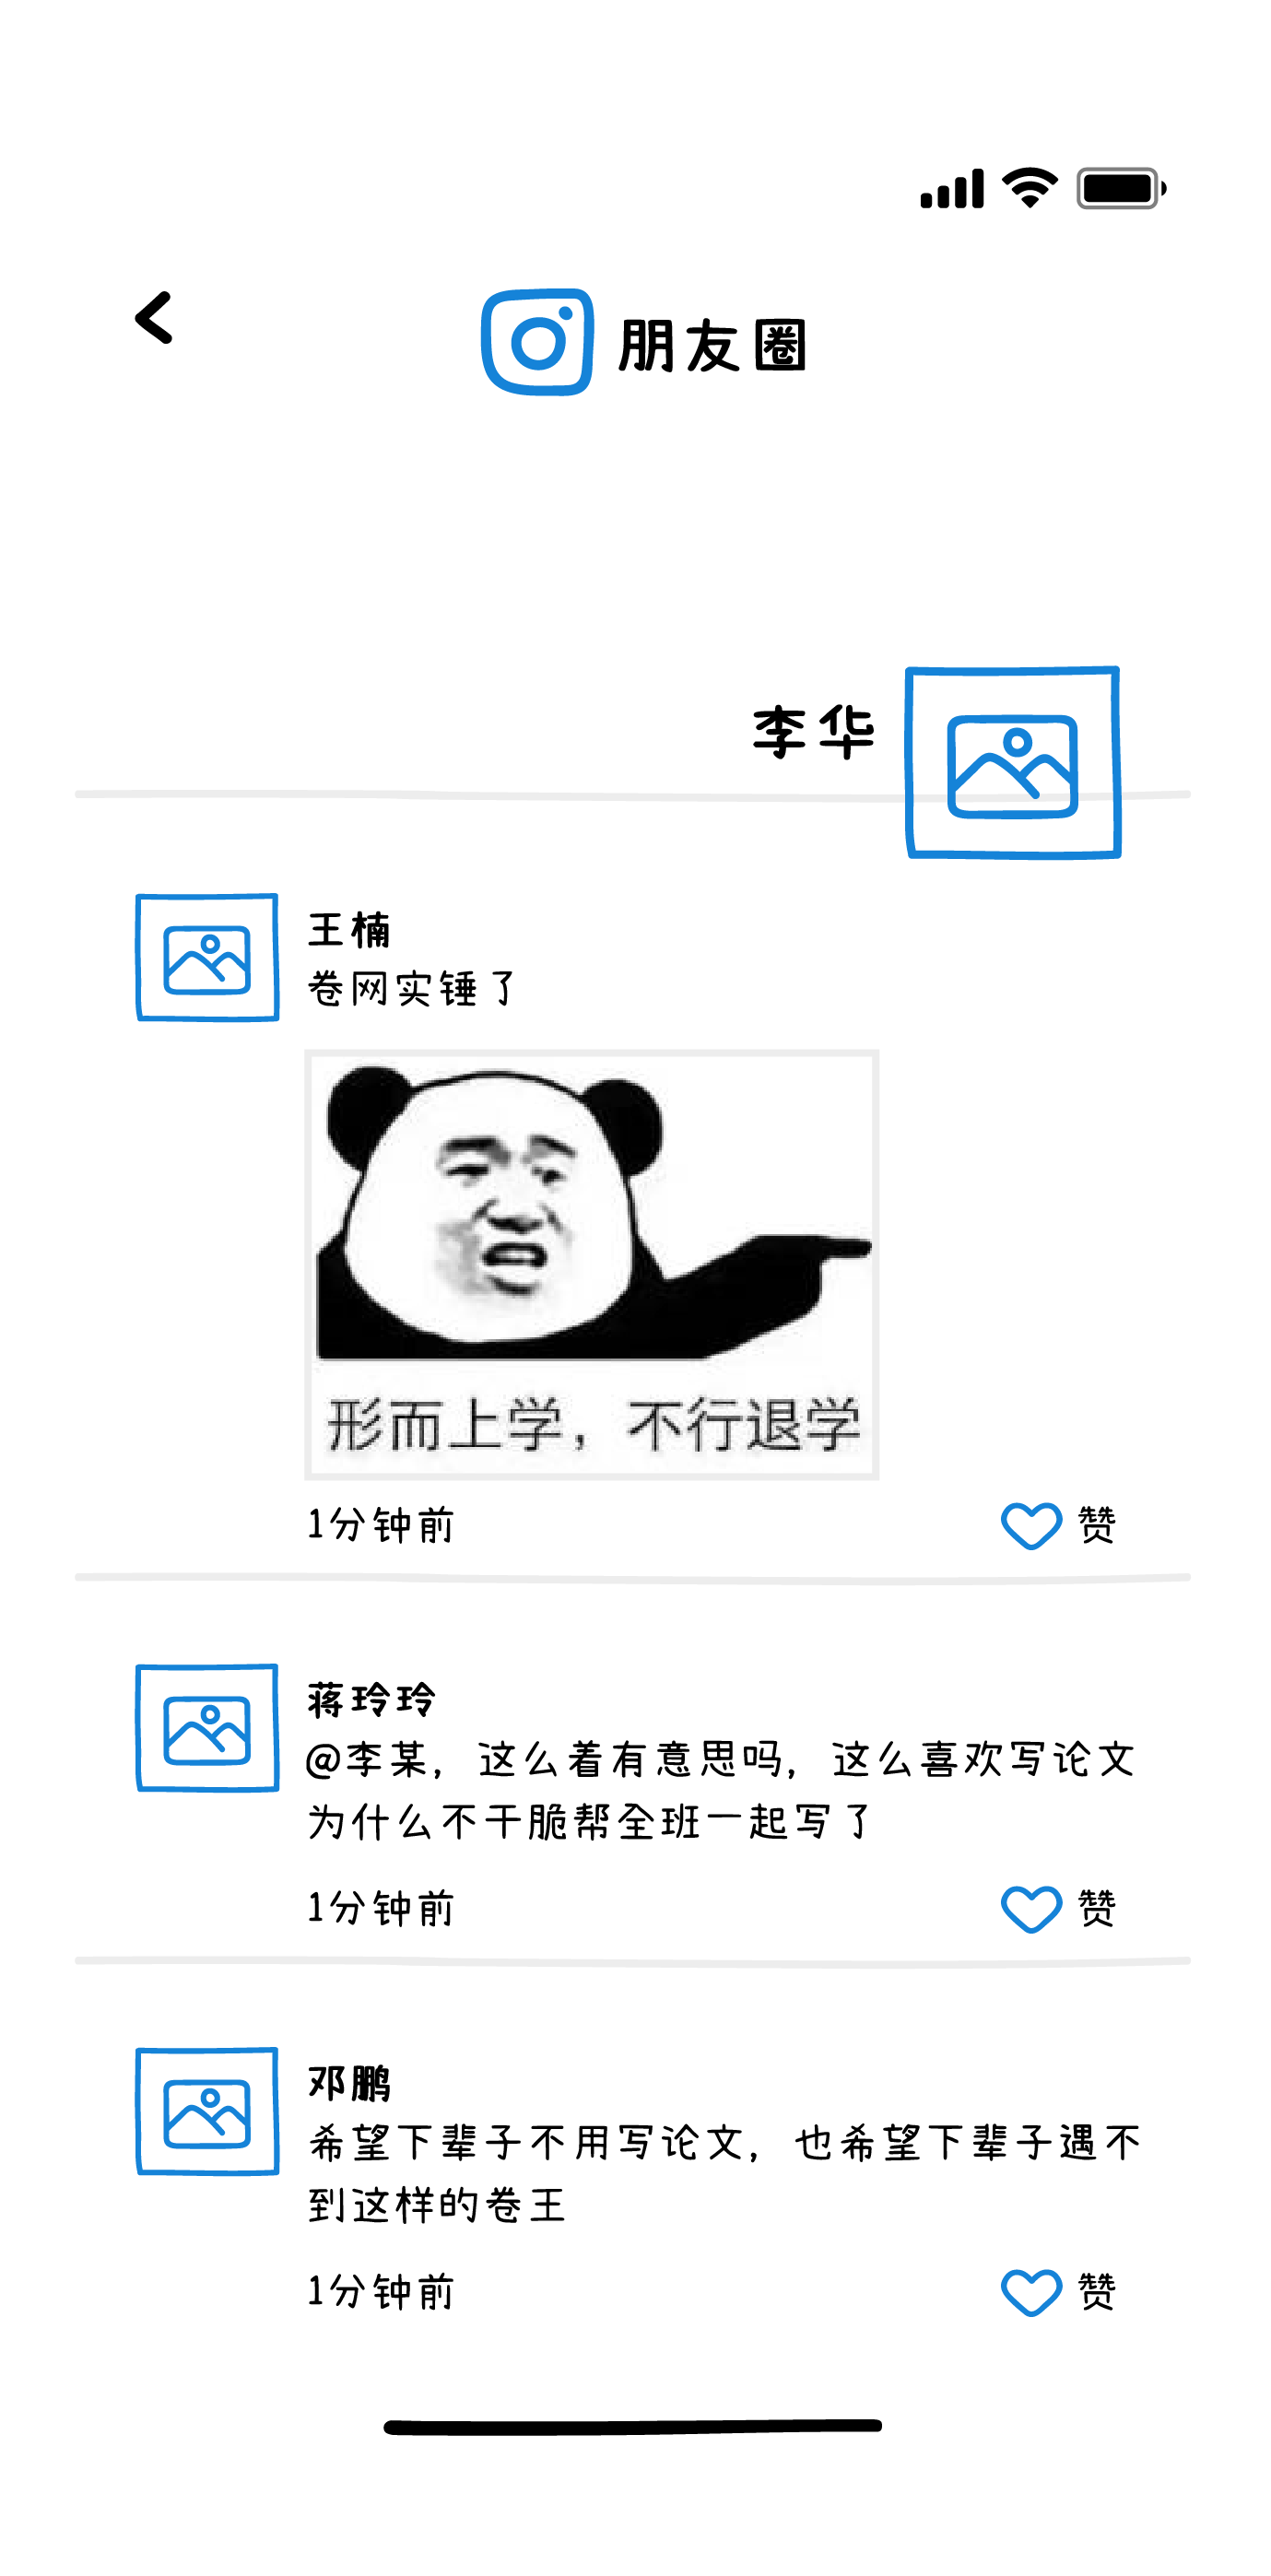 朋友圈
李华
王楠
卷网实锤了
形而上学，不行退学
1分钟前
赞
蒋玲玲
@李某，这么着有意思吗，这么喜欢写论文
为什么不干脆帮全班一起写了
1分钟前
赞
邓鹏
希望下辈子不用写论文，也希望下辈子遇不
到这样的卷王
1分钟前
赞